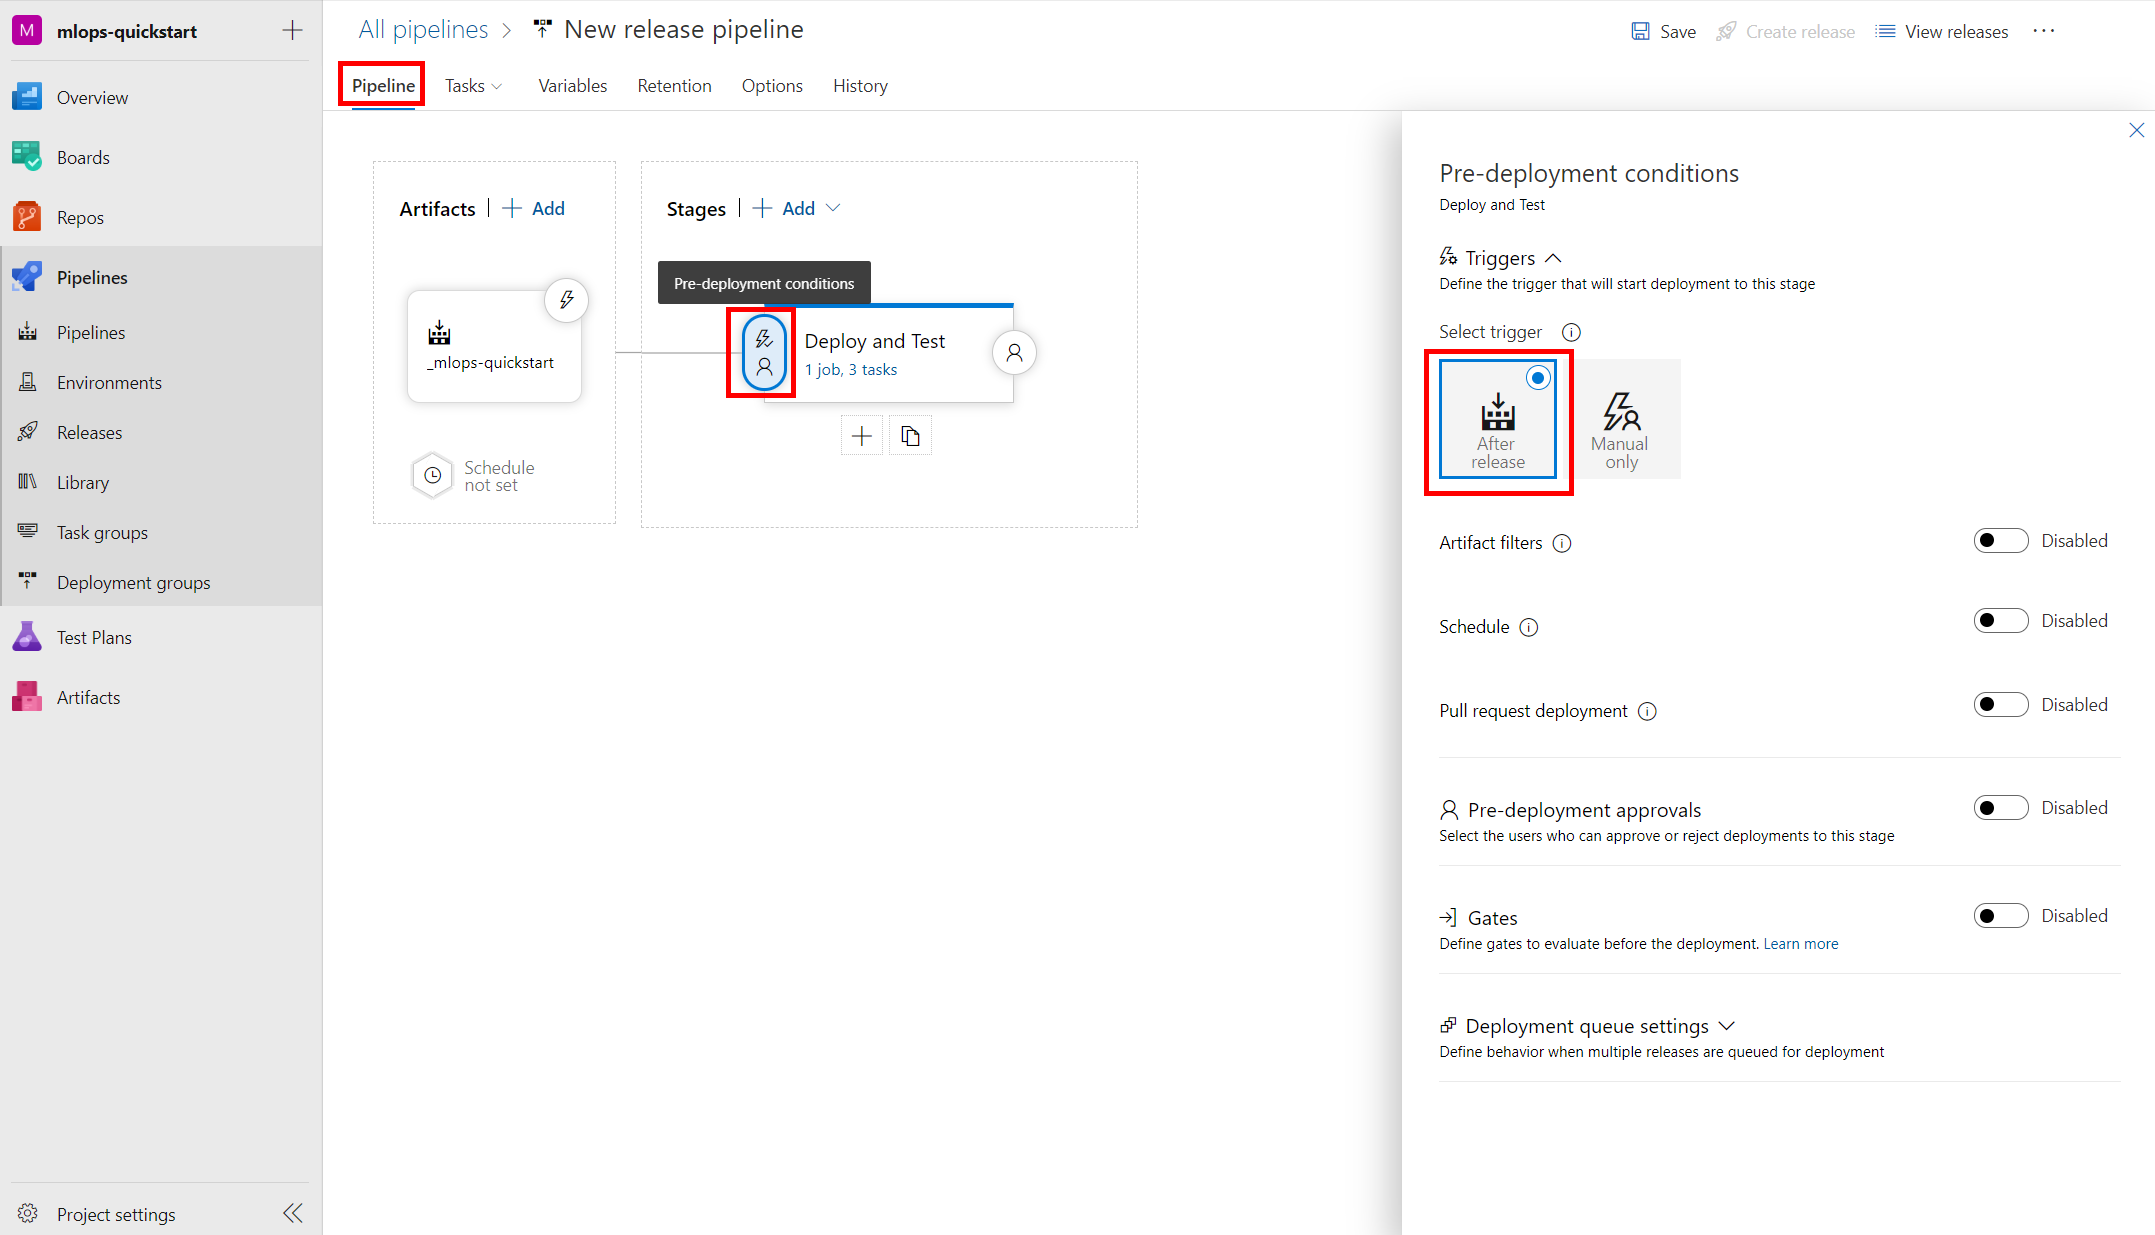 M mlops-quickstart
Overview
Boards
Repos
Pipelines
Pipelines
Environments
Releases
Library
Task groups
Deployment groups
Test Plans
Artifacts
Project settings
All pipelines > New release pipeline
Save Create release View releases ...
Pipeline Tasks Variables Retention Options History
Artifacts | + Add
_mlops-quickstart
Schedule
not set
Stages | + Add
Pre-deployment conditions
Deploy and Test
1 job, 3 tasks
Pre-deployment conditions
Deploy and Test
Triggers
Define the trigger that will start deployment to this stage
Select trigger
After
release
Manual
only
Artifact filters Disabled
Schedule Disabled
Pull request deployment Disabled
Pre-deployment approvals Disabled
Select the users who can approve or reject deployments to this stage
Gates Disabled
Define gates to evaluate before the deployment. Learn more
Deployment queue settings
Define behavior when multiple releases are queued for deployment